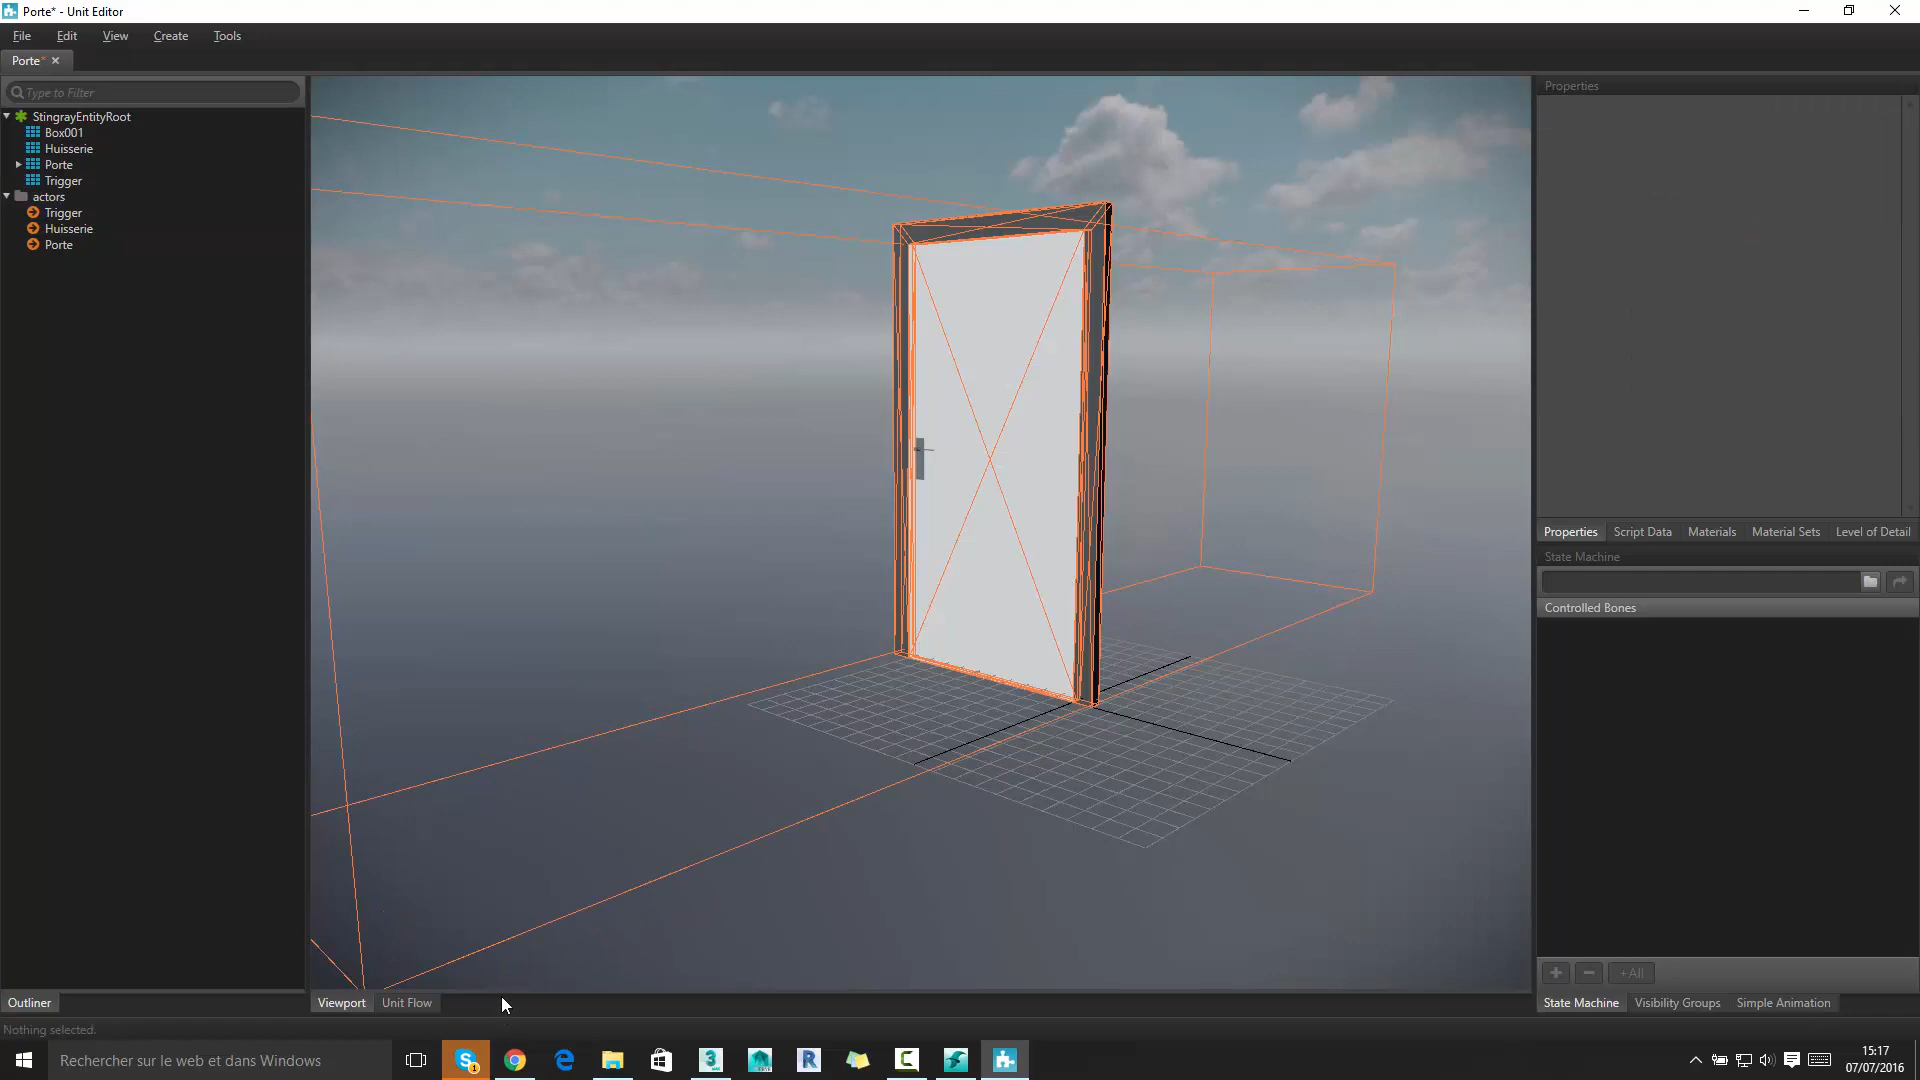 Porte* - Unit Editor
File Edit View Create Tools
Porte*
Type to Filter
StingrayEntityRoot
Box001
Huisserie
Porte
Trigger
actors
Trigger
Huisserie
Porte
Outliner
Viewport Unit Flow
Properties
Properties Script Data Materials Material Sets Level of Detail
State Machine
Controlled Bones
+All
State Machine Visibility Groups Simple Animation
Nothing selected.
Rechercher sur le web et dans Windows
1
3
R
C
15:17
07/07/2016